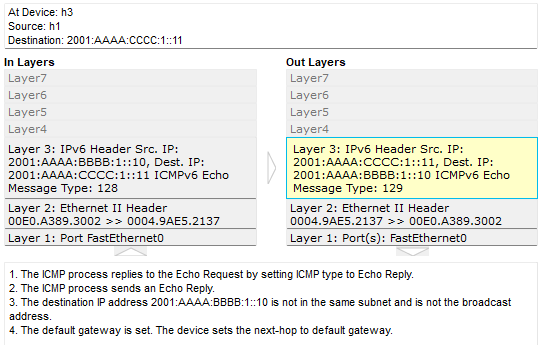 At Device: h3
Source: h1
Destination: 2001:AAAA:CCCC:1::11
In Layers
Layer7
Layer6
Layer5
Layer4
Layer 3: IPv6 Header Src. IP:
2001:AAAA:BBBB:1::10, Dest. IP:
2001:AAAA:CCCC:1::11 ICMPv6 Echo
Message Type: 128
Layer 2: Ethernet II Header
00E0.A389.3002 >> 0004.9AE5.2137
Layer 1: Port FastEthernet0
Out Layers
Layer7
Layer6
Layer5
Layer4
Layer 3: IPv6 Header Src. IP:
2001:AAAA:CCCC:1::11, Dest. IP:
2001:AAAA:BBBB:1::10 ICMPv6 Echo
Message Type: 129
Layer 2: Ethernet II Header
0004.9AE5.2137 >> 00E0.A389.3002
Layer 1: Port(s): FastEthernet0
1. The ICMP process replies to the Echo Request by setting ICMP type to Echo Reply.
2. The ICMP process sends an Echo Reply.
3. The destination IP address 2001:AAAA:BBBB:1::10 is not in the same subnet and is not the broadcast
address.
4. The default gateway is set. The device sets the next-hop to default gateway.